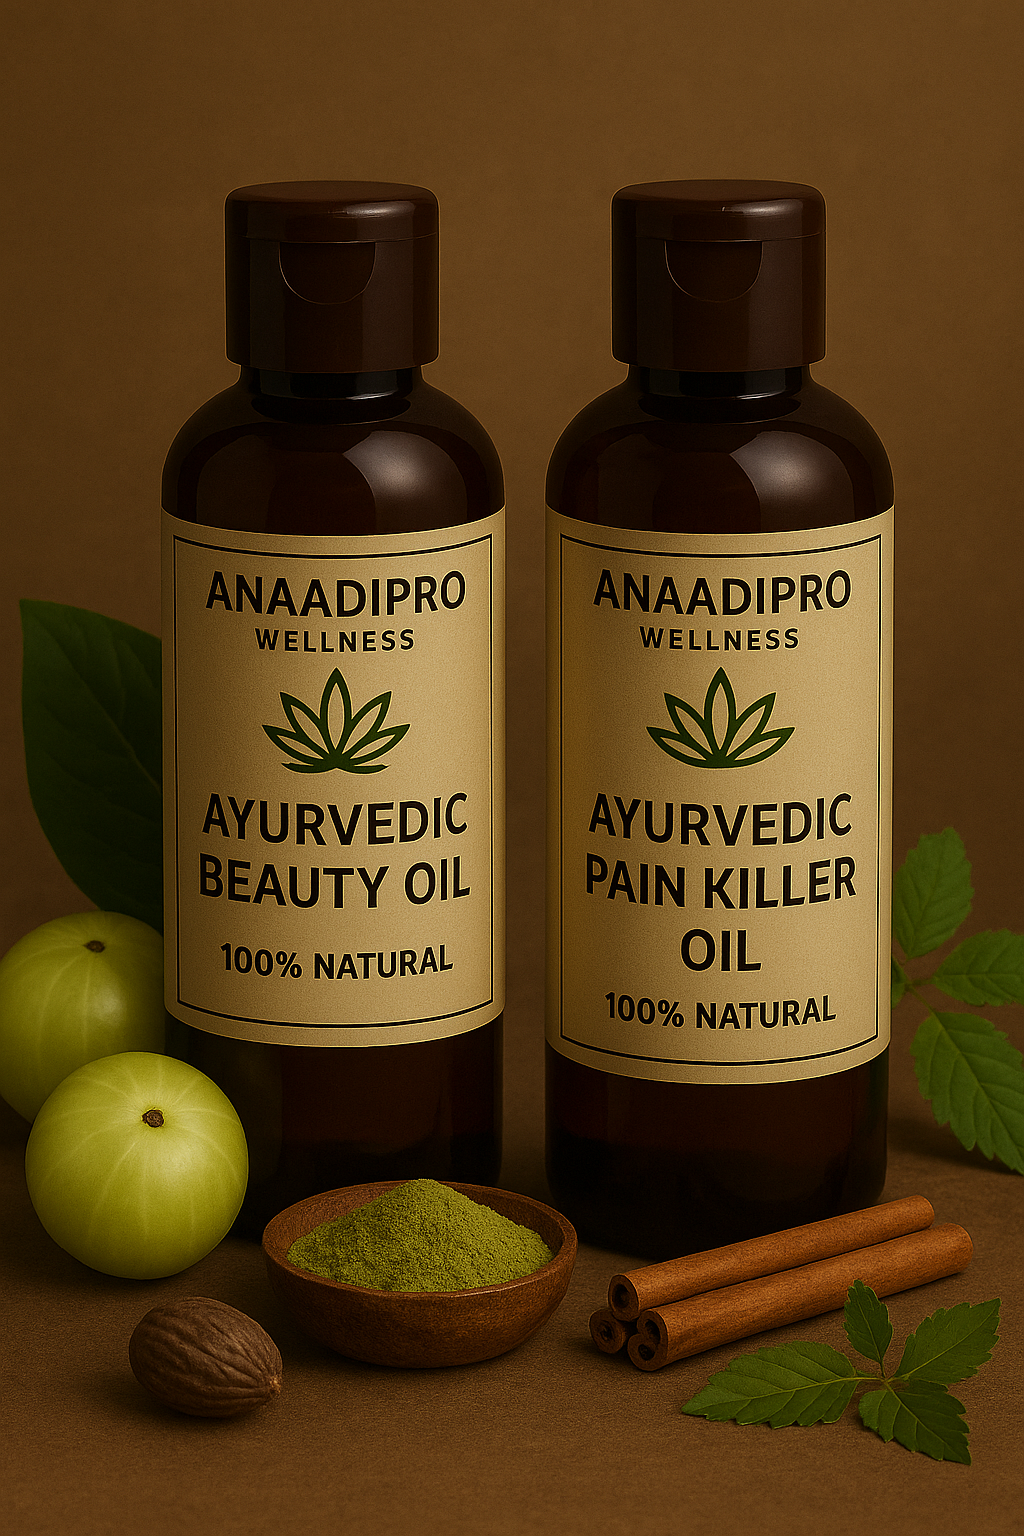 ANAADIPRO
WELLNESS
AYURVEDIC
BEAUTY OIL
100% NATURAL
ANAADIPRO
WELLNESS
AYURVEDIC
PAIN KILLER
OIL
100% NATURAL